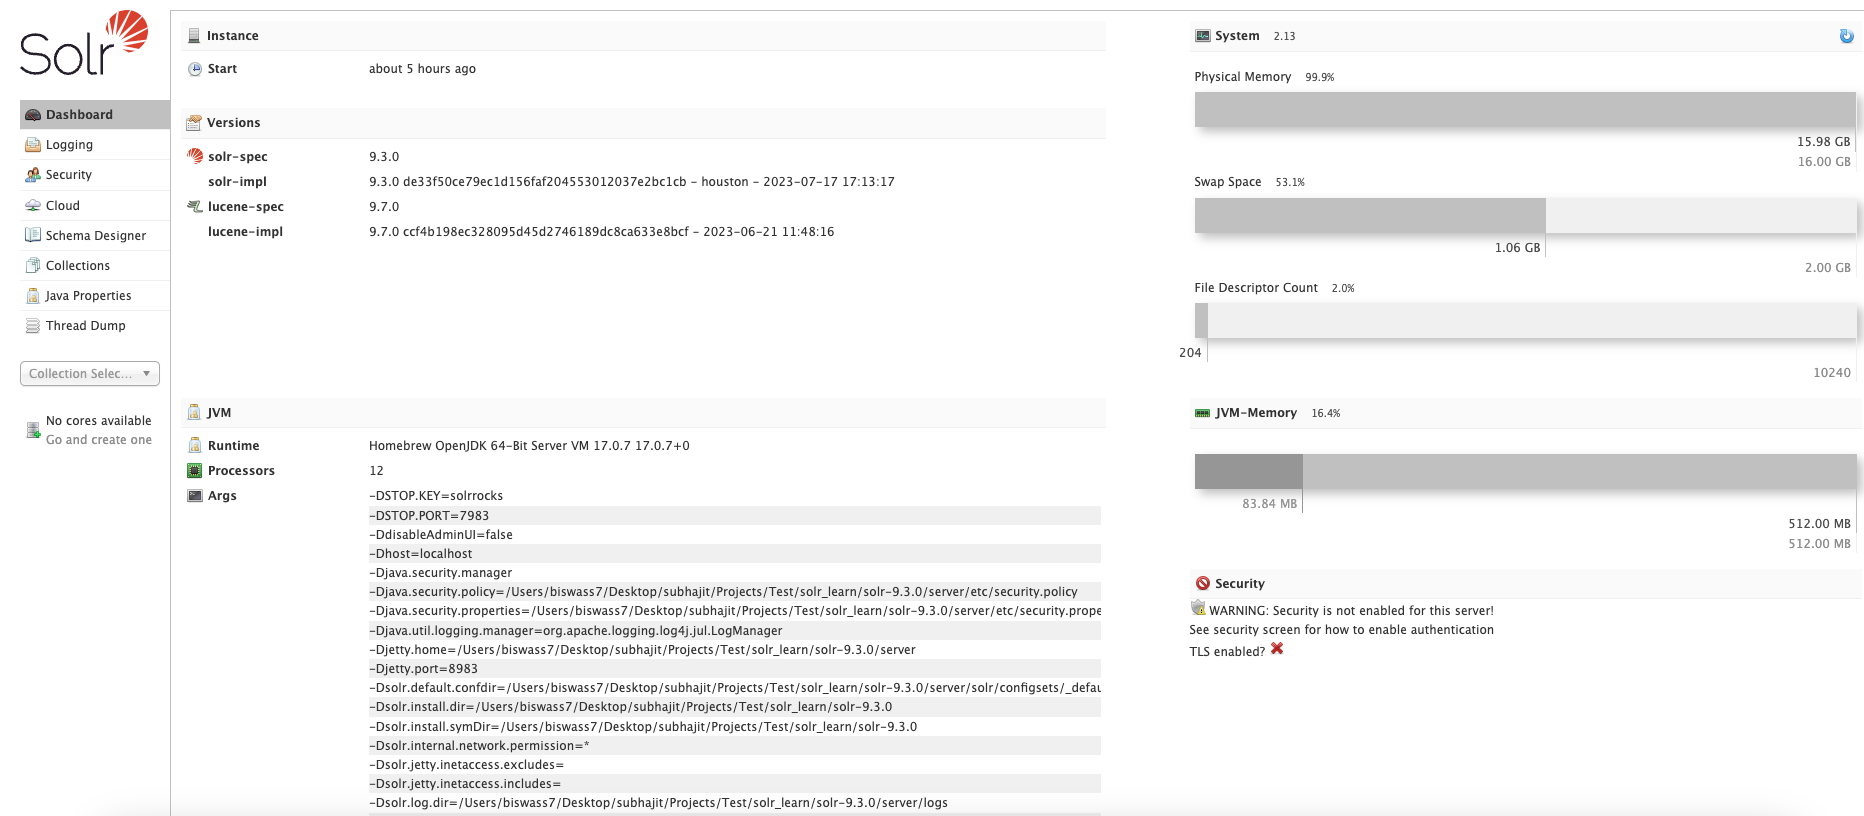 Solr
Dashboard
Logging
Security
Cloud
Schema Designer
Collections
Java Properties
Thread Dump
Collection Selec...
No cores available
Go and create one
Instance
Start about 5 hours ago
Versions
solr-spec 9.3.0
solr-impl 9.3.0 de33f50ce79ec1d156faf204553012037e2bc1cb - houston - 2023-07-17 17:13:17
lucene-spec 9.7.0
lucene-impl 9.7.0 ccf4b198ec328095d45d2746189dc8ca633e8bcf - 2023-06-21 11:48:16
JVM
Runtime Homebrew OpenJDK 64-Bit Server VM 17.0.7 17.0.7+0
Processors 12
Args -DSTOP.KEY=solrrocks
-DSTOP.PORT=7983
-DdisableAdminUI=false
-Dhost=localhost
-Djava.security.manager
-Djava.security.policy=/Users/biswass7/Desktop/subhajit/Projects/Test/solr_learn/solr-9.3.0/server/etc/security.policy
-Djava.security.properties=/Users/biswass7/Desktop/subhajit/Projects/Test/solr_learn/solr-9.3.0/server/etc/security.prope
-Djava.util.logging.manager=org.apache.logging.log4j.jul.LogManager
-Djetty.home=/Users/biswass7/Desktop/subhajit/Projects/Test/solr_learn/solr-9.3.0/server
-Djetty.port=8983
-Dsolr.default.confdir=/Users/biswass7/Desktop/subhajit/Projects/Test/solr_learn/solr-9.3.0/server/solr/configsets/_defau
-Dsolr.install.dir=/Users/biswass7/Desktop/subhajit/Projects/Test/solr_learn/solr-9.3.0
-Dsolr.install.symDir=/Users/biswass7/Desktop/subhajit/Projects/Test/solr_learn/solr-9.3.0
-Dsolr.internal.network.permission=*
-Dsolr.jetty.inetaccess.excludes=
-Dsolr.jetty.inetaccess.includes=
-Dsolr.log.dir=/Users/biswass7/Desktop/subhajit/Projects/Test/solr_learn/solr-9.3.0/server/logs
System 2.13
Physical Memory 99.9%
15.98 GB
16.00 GB
Swap Space 53.1%
1.06 GB
2.00 GB
File Descriptor Count 2.0%
204
10240
JVM-Memory 16.4%
83.84 MB
512.00 MB
512.00 MB
Security
WARNING: Security is not enabled for this server!
See security screen for how to enable authentication
TLS enabled?